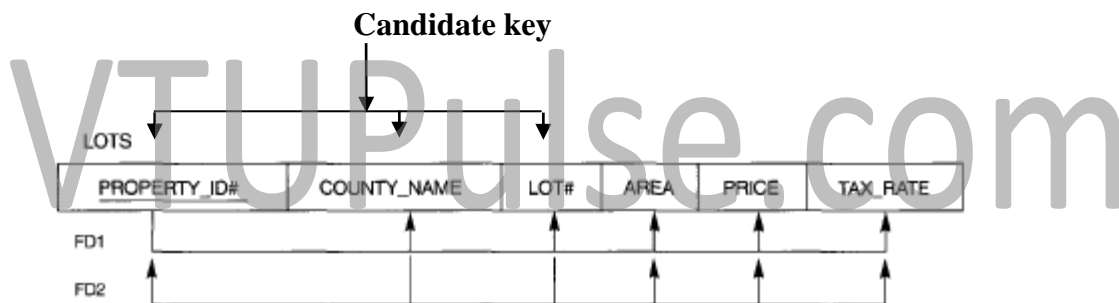 Candidate key
VTUPulse.com
LOTS
PROPERTY_ID# COUNTY_NAME LOT# AREA PRICE TAX_RATE
FD1
FD2